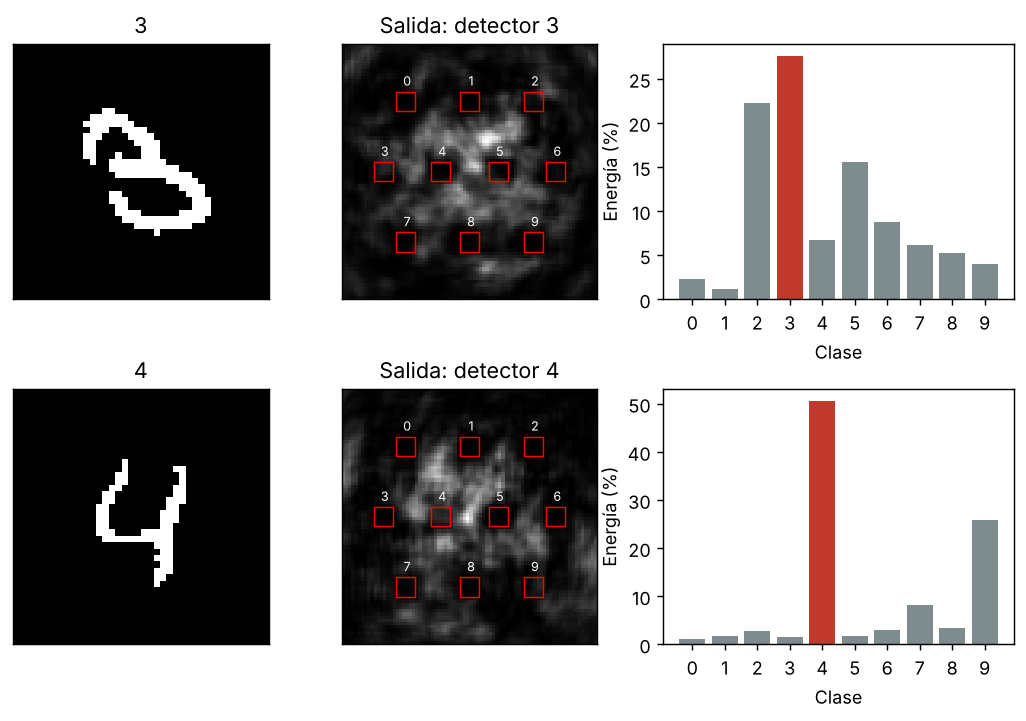 3
Salida: detector 3
0 1 2
3 4 5 6
7 8 9
Energía (%)
25
20
15
10
5
0
0 1 2 3 4 5 6 7 8 9
Clase
4
Salida: detector 4
0 1 2
3 4 5 6
7 8 9
Energía (%)
50
40
30
20
10
0
0 1 2 3 4 5 6 7 8 9
Clase